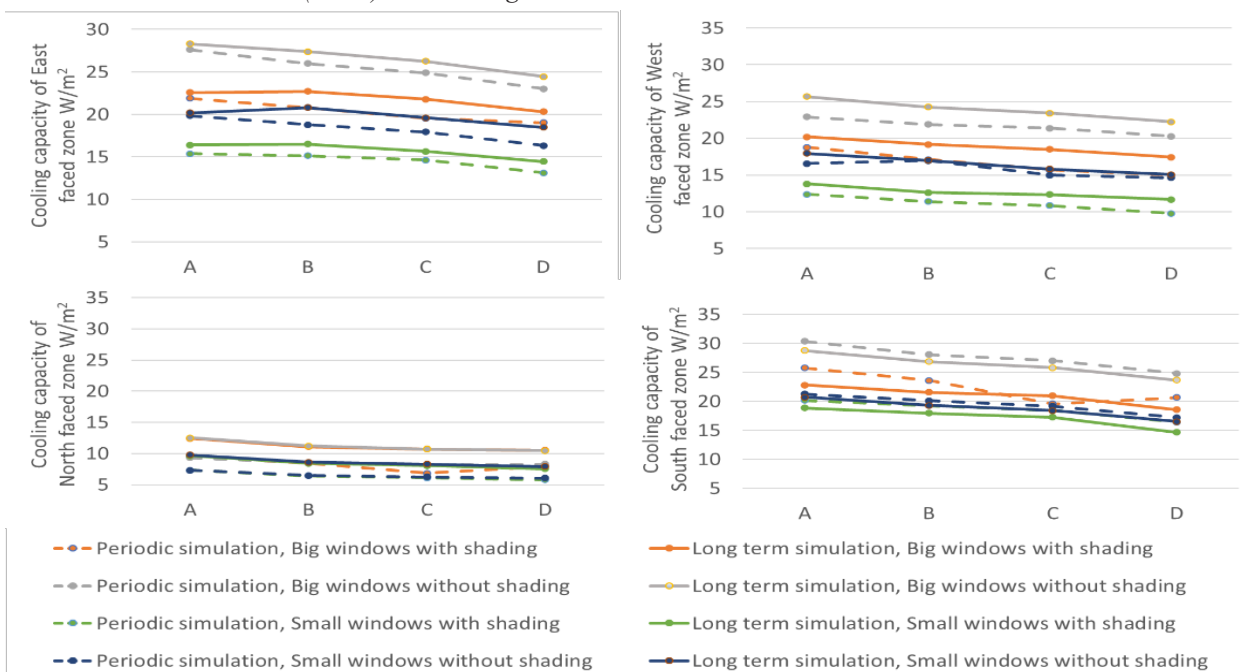 Cooling capacity of East
faced zone W/m²
30
25
20
15
10
5
A B C D
Cooling capacity of West
faced zone W/m²
35
30
25
20
15
10
5
A B C D
Cooling capacity of
North faced zone W/m²
35
30
25
20
15
10
5
A B C D
Cooling capacity of
South faced zone W/m²
35
30
25
20
15
10
5
A B C D
Periodic simulation, Big windows with shading
Long term simulation, Big windows with shading
Periodic simulation, Big windows without shading
Long term simulation, Big windows without shading
Periodic simulation, Small windows with shading
Long term simulation, Small windows with shading
Periodic simulation, Small windows without shading
Long term simulation, Small windows without shading